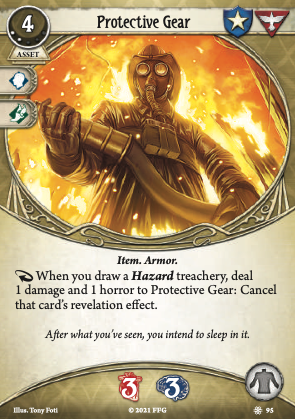 4
Protective Gear
ASSET
Item. Armor.
When you draw a Hazard treachery, deal
1 damage and 1 horror to Protective Gear: Cancel
that card's revelation effect.
After what you've seen, you intend to sleep in it.
3
3
Illus. Tony Foti
© 2021 FFG
95